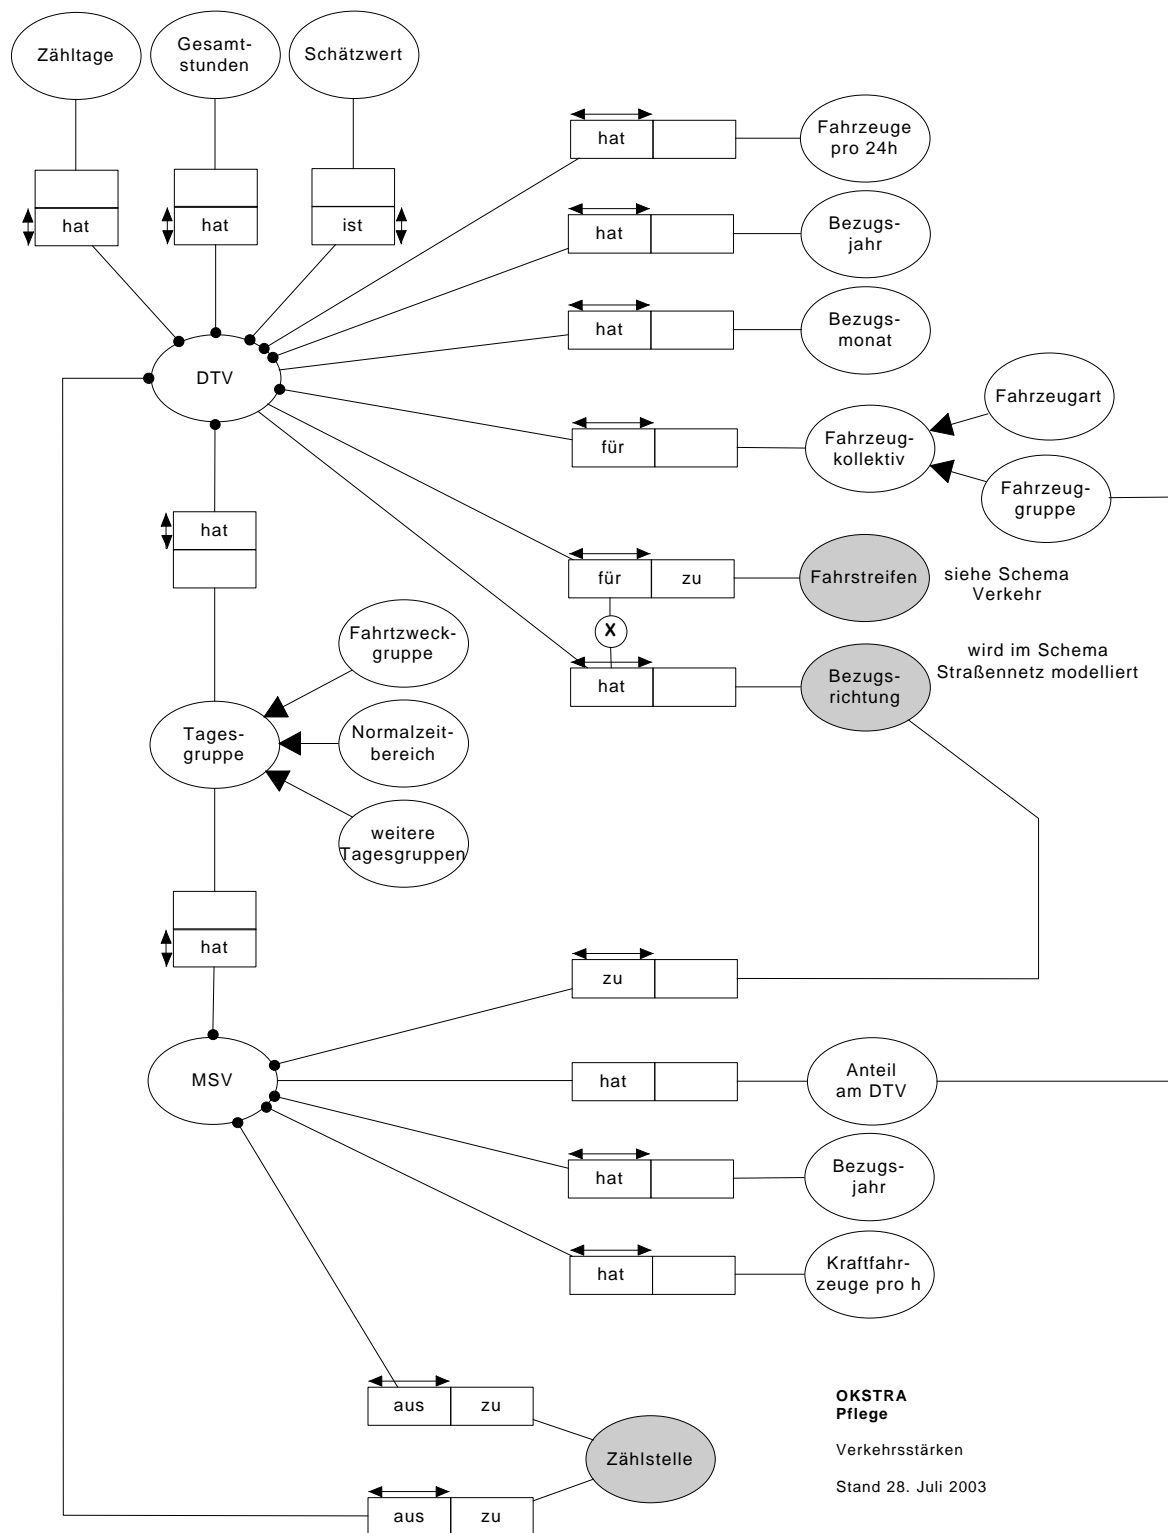 Zähltage
Gesamt-
stunden
Schätzwert
hat
Fahrzeuge
pro 24h
hat
hat
ist
hat
Bezugs-
jahr
hat
Bezugs-
monat
DTV
für
Fahrzeug-
kollektiv
Fahrzeugart
Fahrzeug-
gruppe
hat
für
zu
Fahrstreifen
siehe Schema
Verkehr
X
Fahrtzweck-
gruppe
hat
Bezugs-
richtung
wird im Schema
Straßennetz modelliert
Tages-
gruppe
Normalzeit-
bereich
weitere
Tagesgruppen
hat
zu
MSV
hat
Anteil
am DTV
hat
Bezugs-
jahr
hat
Kraftfahr-
zeuge pro h
aus
zu
Zählstelle
aus
zu
OKSTRA
Pflege
Verkehrsstärken
Stand 28. Juli 2003